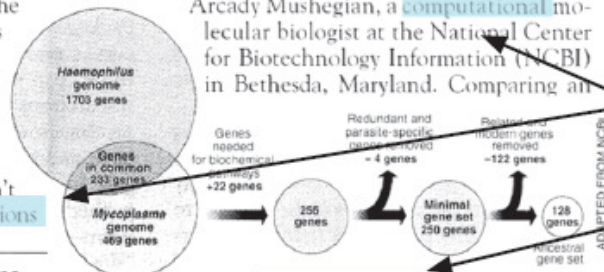 he
Arcady Mushegian, a computational mo-
lecular biologist at the National Center
for Biotechnology Information (NCBI)
in Bethesda, Maryland. Comparing an
Haemophilus
genome
1703 genes
Genes
in common
233 genes
Mycoplasma
genome
469 genes
Genes
needed
for biochemical
pathways
+22 genes
256
genes
Redundant and
parasite-specific
genes removed
– 4 genes
Minimal
gene set
250 genes
Related and
modern genes
removed
–122 genes
128
genes
Ancestral
gene set
ADAPTED FROM NCBI
n't
ions